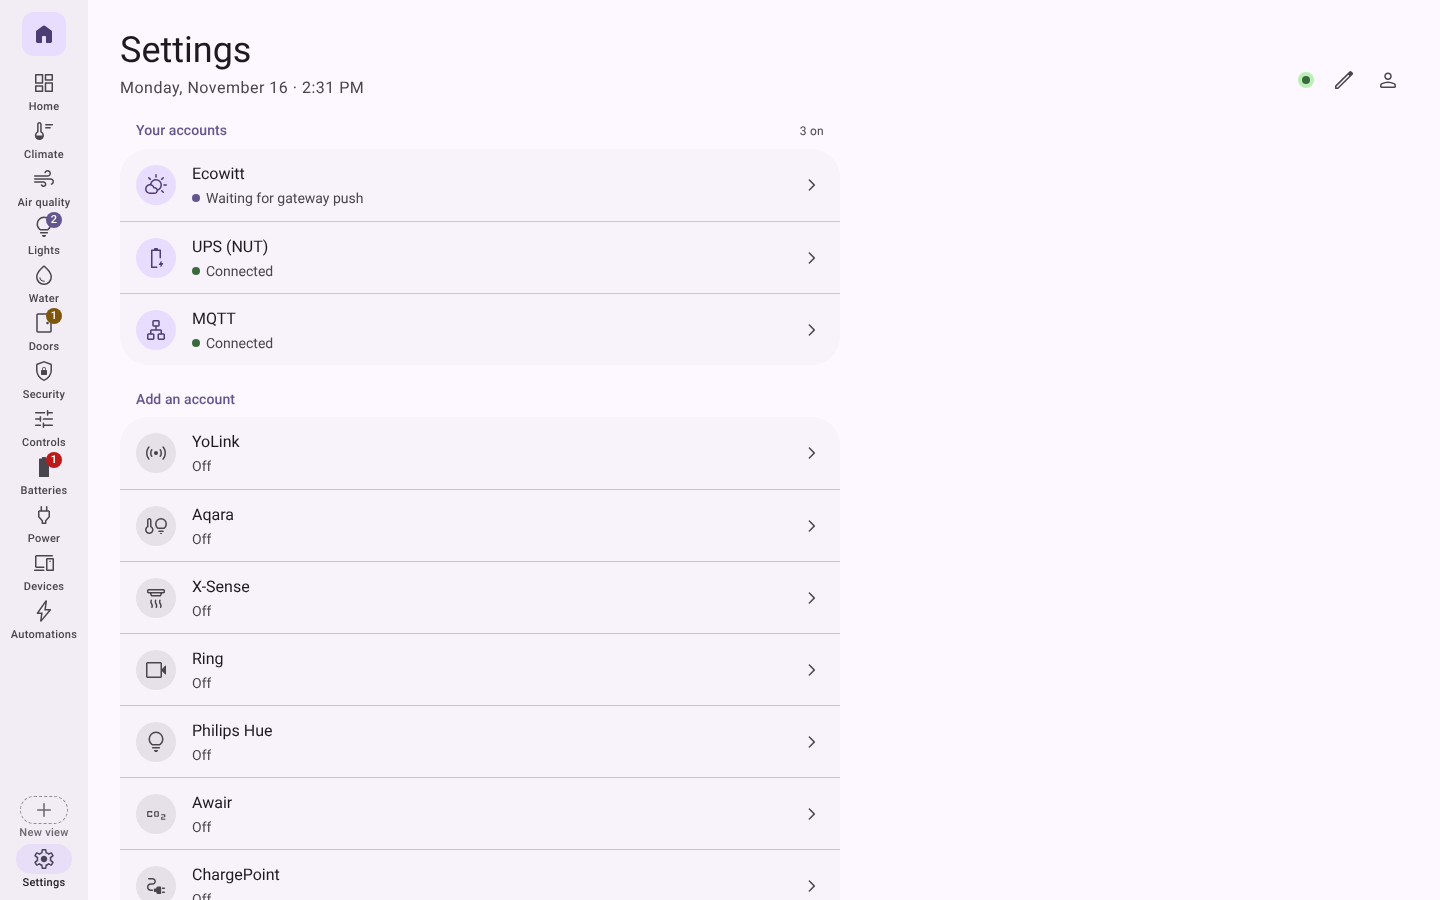 Settings
Monday, November 16 · 2:31 PM
Home
Climate
Air quality
2
Lights
Water
1
Doors
Security
Controls
1
Batteries
Power
Devices
Automations
New view
Settings
Your accounts
3 on
Ecowitt
Waiting for gateway push
UPS (NUT)
Connected
MQTT
Connected
Add an account
YoLink
Off
Aqara
Off
X-Sense
Off
Ring
Off
Philips Hue
Off
CO2
Awair
Off
ChargePoint
Off